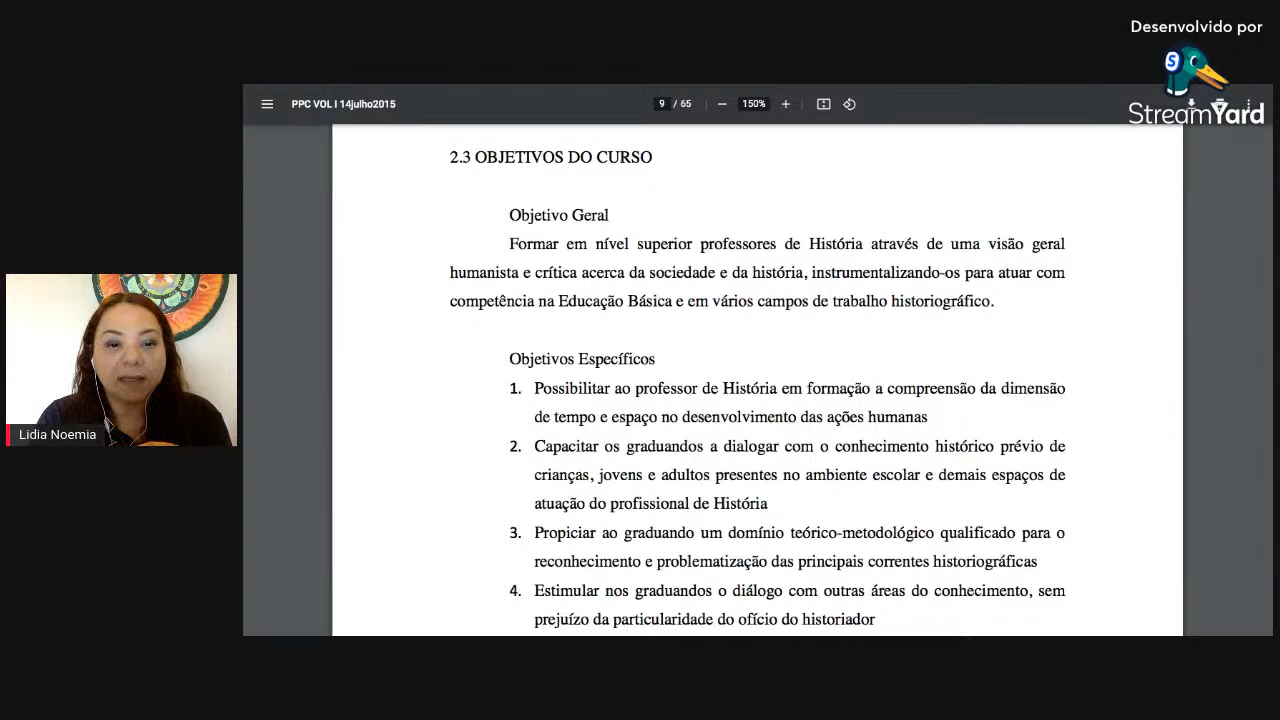 Desenvolvido por
StreamYard
PPC VOL I 14julho2015
9 / 65
150%
2.3 OBJETIVOS DO CURSO
Objetivo Geral
Formar em nível superior professores de História através de uma visão geral
humanista e crítica acerca da sociedade e da história, instrumentalizando-os para atuar com
competência na Educação Básica e em vários campos de trabalho historiográfico.
Objetivos Específicos
1. Possibilitar ao professor de História em formação a compreensão da dimensão
de tempo e espaço no desenvolvimento das ações humanas
2. Capacitar os graduandos a dialogar com o conhecimento histórico prévio de
crianças, jovens e adultos presentes no ambiente escolar e demais espaços de
atuação do profissional de História
3. Propiciar ao graduando um domínio teórico-metodológico qualificado para o
reconhecimento e problematização das principais correntes historiográficas
4. Estimular nos graduandos o diálogo com outras áreas do conhecimento, sem
prejuízo da particularidade do ofício do historiador
Lidia Noemia